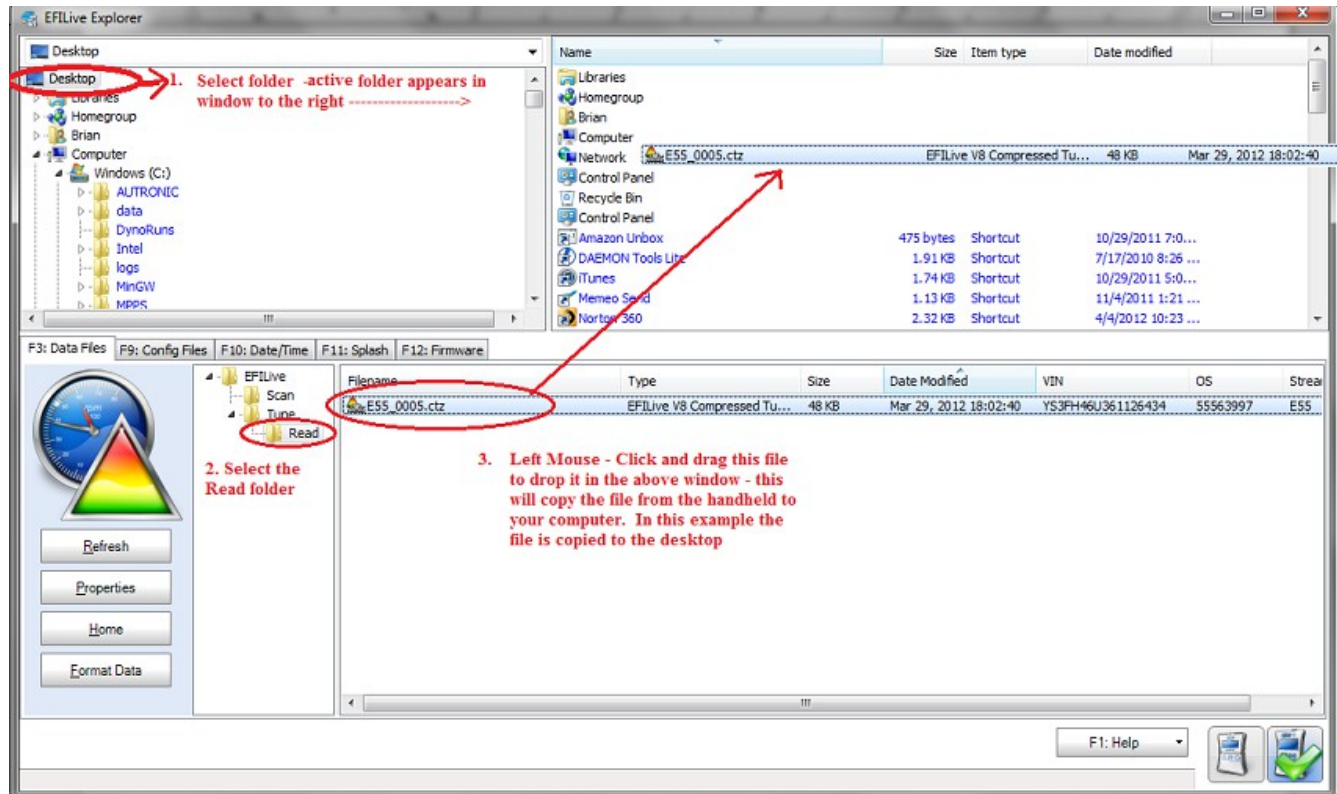 EFILive Explorer
Desktop
Desktop
1. Select folder -active folder appears in
window to the right ------------------->
Libraries
Homegroup
Brian
Computer
Windows (C:)
AUTRONIC
data
DynoRuns
Intel
logs
MinGW
MPPS
Name Size Item type Date modified
Libraries
Homegroup
Brian
Computer
Network E55_0005.ctz EFILive V8 Compressed Tu... 48 KB Mar 29, 2012 18:02:40
Control Panel
Recycle Bin
Control Panel
Amazon Unbox 475 bytes Shortcut 10/29/2011 7:0...
DAEMON Tools Lite 1.91 KB Shortcut 7/17/2010 8:26 ...
iTunes 1.74 KB Shortcut 10/29/2011 5:0...
Memeo Send 1.13 KB Shortcut 11/4/2011 1:21 ...
Norton 360 2.32 KB Shortcut 4/4/2012 10:23 ...
F3: Data Files F9: Config Files F10: Date/Time F11: Splash F12: Firmware
EFILive
Scan
Tune
Read
2. Select the
Read folder
Refresh
Properties
Home
Format Data
Filename Type Size Date Modified VIN OS Strea
E55_0005.ctz EFILive V8 Compressed Tu... 48 KB Mar 29, 2012 18:02:40 YS3FH46U361126434 55563997 E55
3. Left Mouse - Click and drag this file
to drop it in the above window - this
will copy the file from the handheld to
your computer. In this example the
file is copied to the desktop
F1: Help